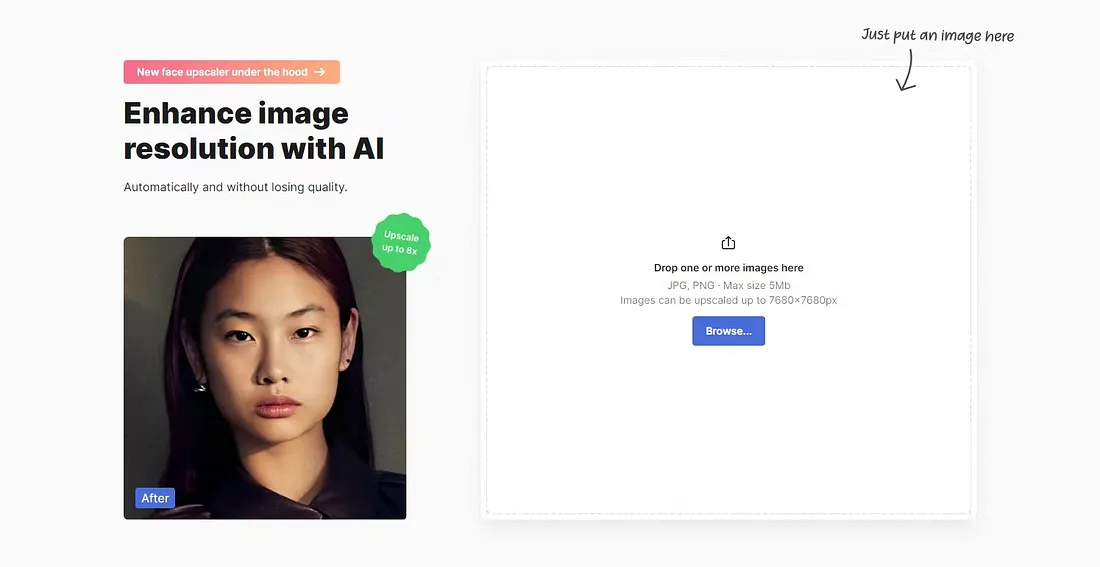 Just put an image here
New face upscaler under the hood →
Enhance image
resolution with AI
Automatically and without losing quality.
Upscale
up to 8x
After
Drop one or more images here
JPG, PNG · Max size 5Mb
Images can be upscaled up to 7680×7680px
Browse...